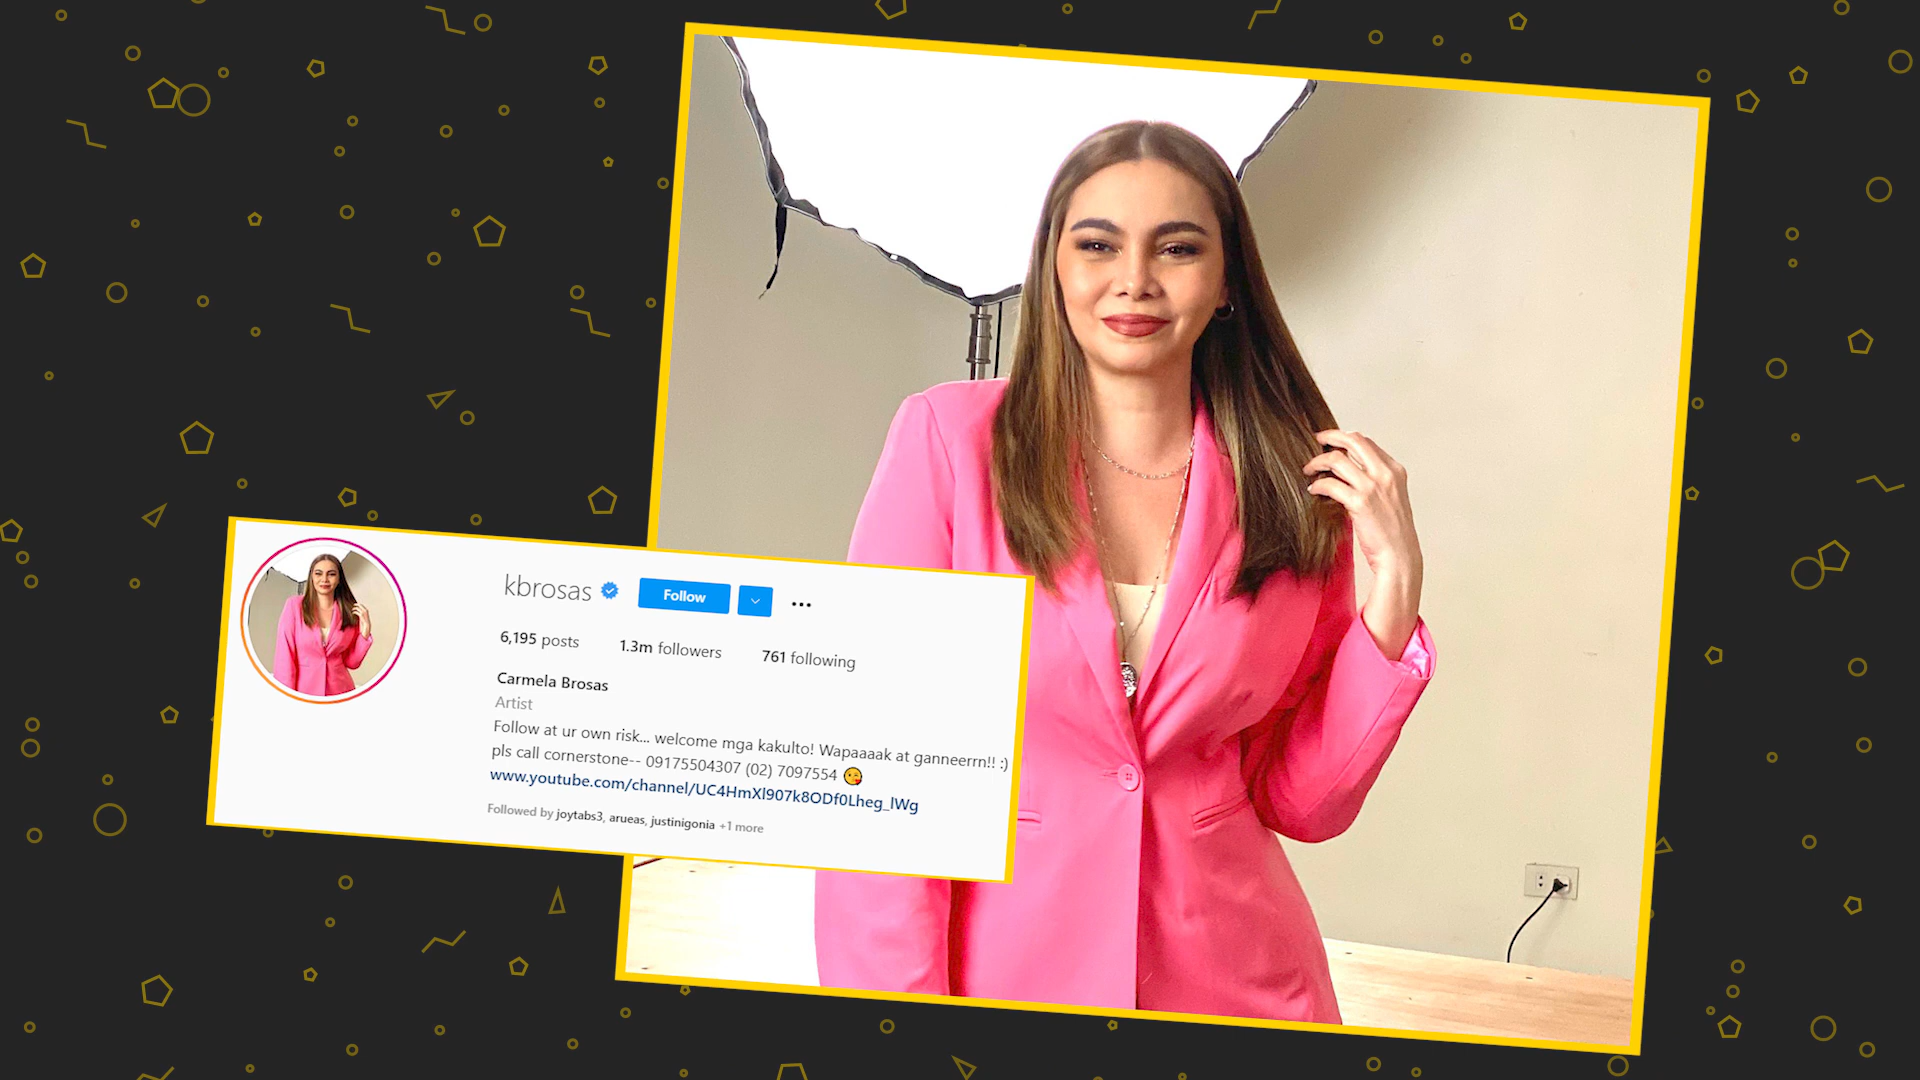 kbrosas Follow
6,195 posts 1.3m followers 761 following
Carmela Brosas
Artist
Follow at ur own risk... welcome mga kakulto! Wapaaaak at ganneerrn!! :)
pls call cornerstone-- 09175504307 (02) 7097554 😘
www.youtube.com/channel/UC4HmXl907k8ODf0Lheg_lWg
Followed by joytabs3, arueas, justinigonia +1 more